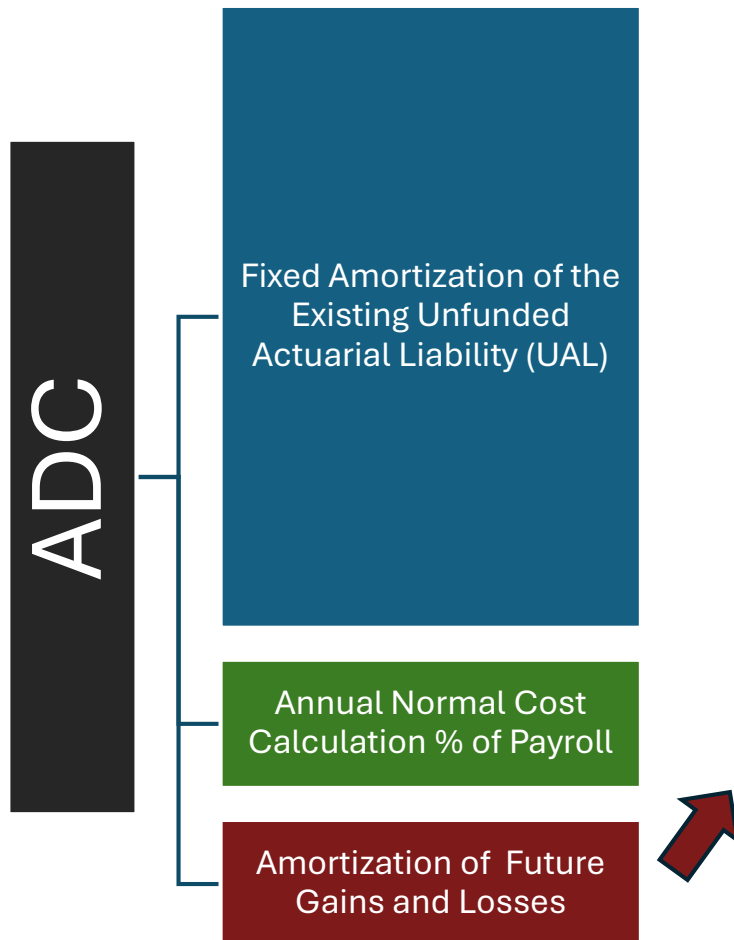 ADC
Fixed Amortization of the
Existing Unfunded
Actuarial Liability (UAL)
Annual Normal Cost
Calculation % of Payroll
Amortization of Future
Gains and Losses